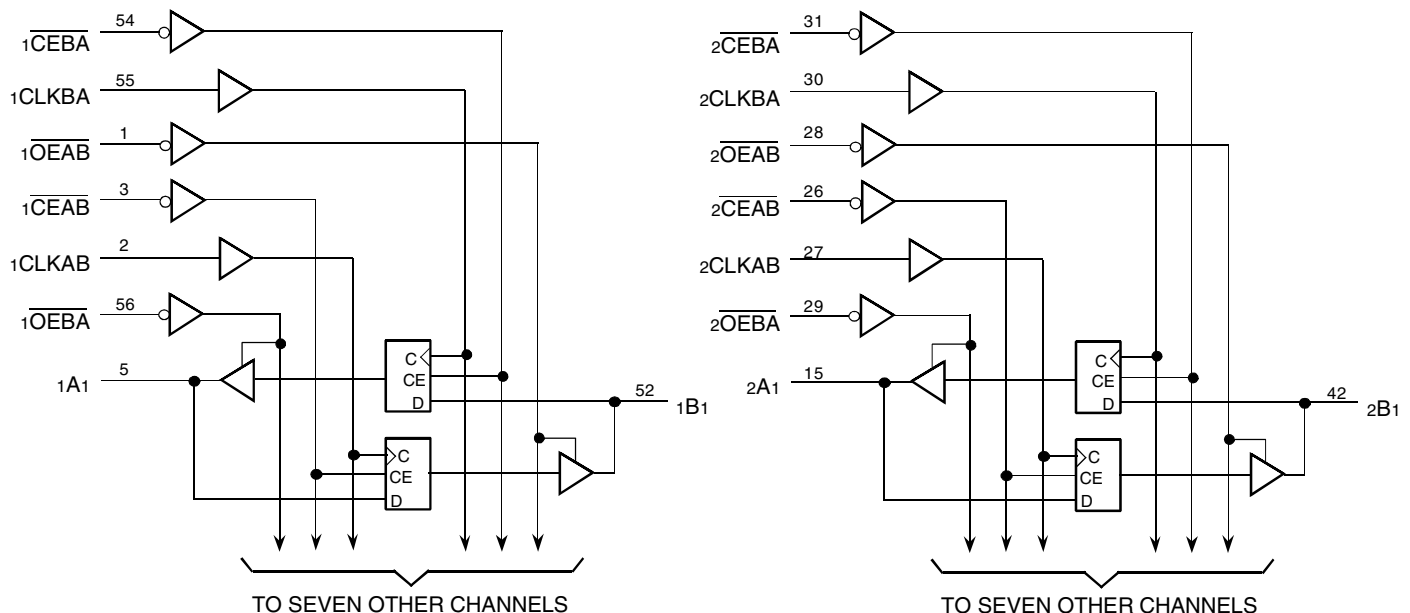 54
1CEBA
55
1CLKBA
1
1OEAB
3
1CEAB
2
1CLKAB
56
1OEBA
5
1A1
C
CE
D
52
1B1
C
CE
D
TO SEVEN OTHER CHANNELS
31
2CEBA
30
2CLKBA
28
2OEAB
26
2CEAB
27
2CLKAB
29
2OEBA
15
2A1
C
CE
D
42
2B1
C
CE
D
TO SEVEN OTHER CHANNELS